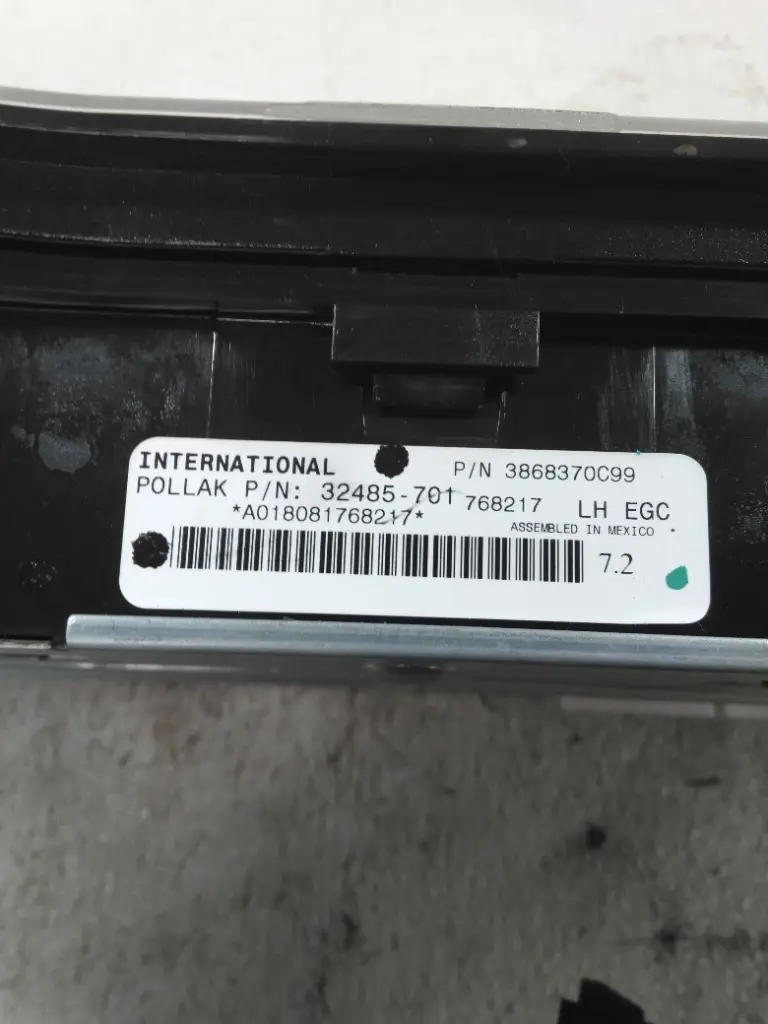 INTERNATIONAL P/N 3868370C99
POLLAK P/N: 32485-701 768217 LH EGC
*A018081768217* ASSEMBLED IN MEXICO
7.2